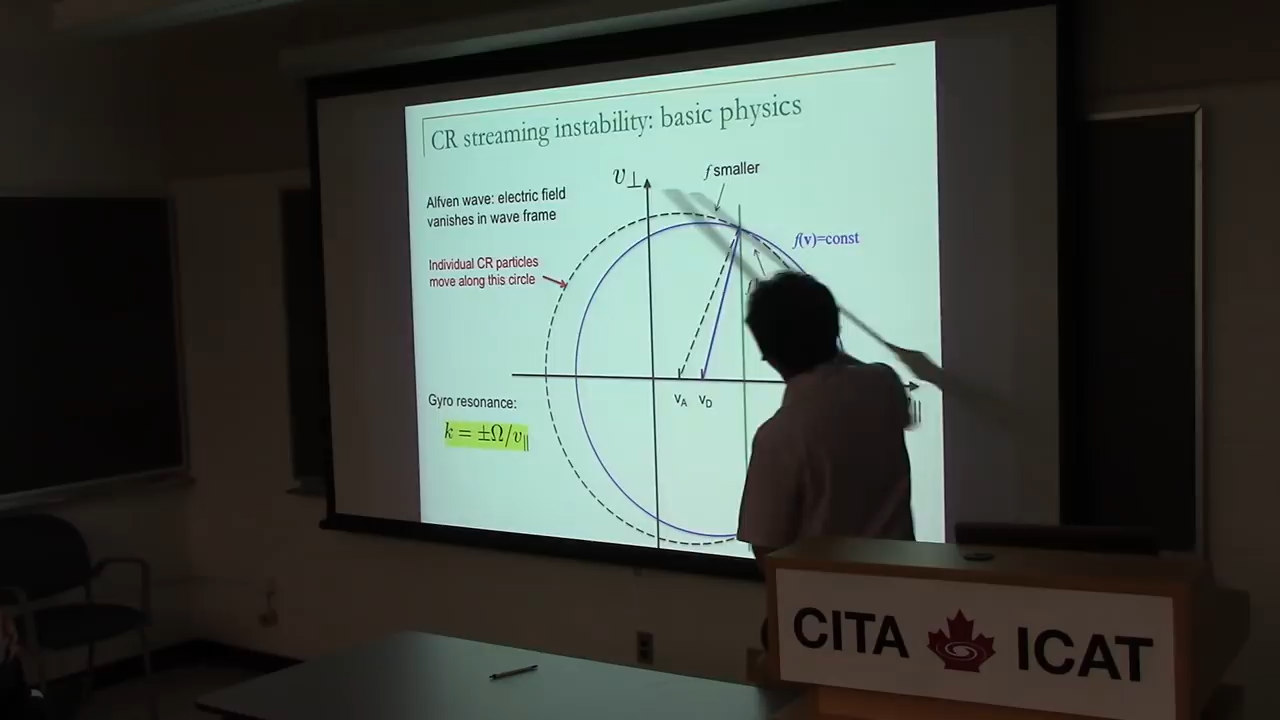 CR streaming instability: basic physics
Alfven wave: electric field
vanishes in wave frame
Individual CR particles
move along this circle
Gyro resonance:
k = ±Ω/v||
v⊥
f smaller
f(v)=const
vA vD
CITA ICAT